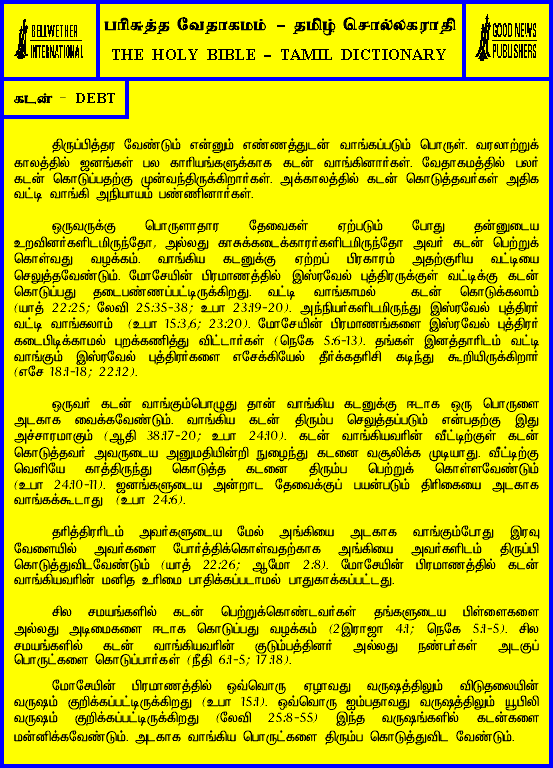 BELLWETHER
INTERNATIONAL
பரிசுத்த வேதாகமம் - தமிழ் சொல்லகராதி
THE HOLY BIBLE - TAMIL DICTIONARY
GOOD NEWS
PUBLISHERS
கடன் - DEBT
திருப்பித்தர வேண்டும் என்னும் எண்ணத்துடன் வாங்கப்படும் பொருள். வரலாற்றுக்
காலத்தில் ஜனங்கள் பல காரியங்களுக்காக கடன் வாங்கினார்கள். வேதாகமத்தில் பலர்
கடன் கொடுப்பதற்கு முன்வந்திருக்கிறார்கள். அக்காலத்தில் கடன் கொடுத்தவர்கள் அதிக
வட்டி வாங்கி அநியாயம் பண்ணினார்கள்.
ஒருவருக்கு பொருளாதார தேவைகள் ஏற்படும் போது தன்னுடைய
உறவினர்களிடமிருந்தோ, அல்லது காசுக்கடைக்காரர்களிடமிருந்தோ அவர் கடன் பெற்றுக்
கொள்வது வழக்கம். வாங்கிய கடனுக்கு ஏற்றப் பிரகாரம் அதற்குரிய வட்டியை
செலுத்தவேண்டும். மோசேயின் பிரமாணத்தில் இஸ்ரவேல் புத்திரருக்குள் வட்டிக்கு கடன்
கொடுப்பது தடைபண்ணப்பட்டிருக்கிறது. வட்டி வாங்காமல் கடன் கொடுக்கலாம்
(யாத் 22:25; லேவி 25:35-38; உபா 23:19-20). அந்நியர்களிடமிருந்து இஸ்ரவேல் புத்திரர்
வட்டி வாங்கலாம் (உபா 15:3,6; 23:20). மோசேயின் பிரமாணங்களை இஸ்ரவேல் புத்திரர்
கடைபிடிக்காமல் புறக்கணித்து விட்டார்கள் (நெகே 5:6-13). தங்கள் இனத்தாரிடம் வட்டி
வாங்கும் இஸ்ரவேல் புத்திரர்களை எசேக்கியேல் தீர்க்கதரிசி கடிந்து கூறியிருக்கிறார்
(எசே 18:1-18; 22:12).
ஒருவர் கடன் வாங்கும்பொழுது தான் வாங்கிய கடனுக்கு ஈடாக ஒரு பொருளை
அடகாக வைக்கவேண்டும். வாங்கிய கடன் திரும்ப செலுத்தப்படும் என்பதற்கு இது
அச்சாரமாகும் (ஆதி 38:17-20; உபா 24:10). கடன் வாங்கியவரின் வீட்டிற்குள் கடன்
கொடுத்தவர் அவருடைய அனுமதியின்றி நுழைந்து கடனை வசூலிக்க முடியாது. வீட்டிற்கு
வெளியே காத்திருந்து கொடுத்த கடனை திரும்ப பெற்றுக் கொள்ளவேண்டும்
(உபா 24:10-11). ஜனங்களுடைய அன்றாட தேவைக்குப் பயன்படும் திரிகையை அடகாக
வாங்கக்கூடாது (உபா 24:6).
தரித்திரரிடம் அவர்களுடைய மேல் அங்கியை அடகாக வாங்கும்போது இரவு
வேளையில் அவர்களை போர்த்திக்கொள்வதற்காக அங்கியை அவர்களிடம் திருப்பி
கொடுத்துவிடவேண்டும் (யாத் 22:26; ஆமோ 2:8). மோசேயின் பிரமாணத்தில் கடன்
வாங்கியவரின் மனித உரிமை பாதிக்கப்படாமல் பாதுகாக்கப்பட்டது.
சில சமயங்களில் கடன் பெற்றுக்கொண்டவர்கள் தங்களுடைய பிள்ளைகளை
அல்லது அடிமைகளை ஈடாக கொடுப்பது வழக்கம் (2இராஜா 4:1; நெகே 5:1-5). சில
சமயங்களில் கடன் வாங்கியவரின் குடும்பத்தினர் அல்லது நண்பர்கள் அடகுப்
பொருட்களை கொடுப்பார்கள் (நீதி 6:1-5; 17:18).
மோசேயின் பிரமாணத்தில் ஒவ்வொரு ஏழாவது வருஷத்திலும் விடுதலையின்
வருஷம் குறிக்கப்பட்டிருக்கிறது (உபா 15:1). ஒவ்வொரு ஐம்பதாவது வருஷத்திலும் யூபிலி
வருஷம் குறிக்கப்பட்டிருக்கிறது (லேவி 25:8-55) இந்த வருஷங்களில் கடன்களை
மன்னிக்கவேண்டும். அடகாக வாங்கிய பொருட்களை திரும்ப கொடுத்துவிட வேண்டும்.